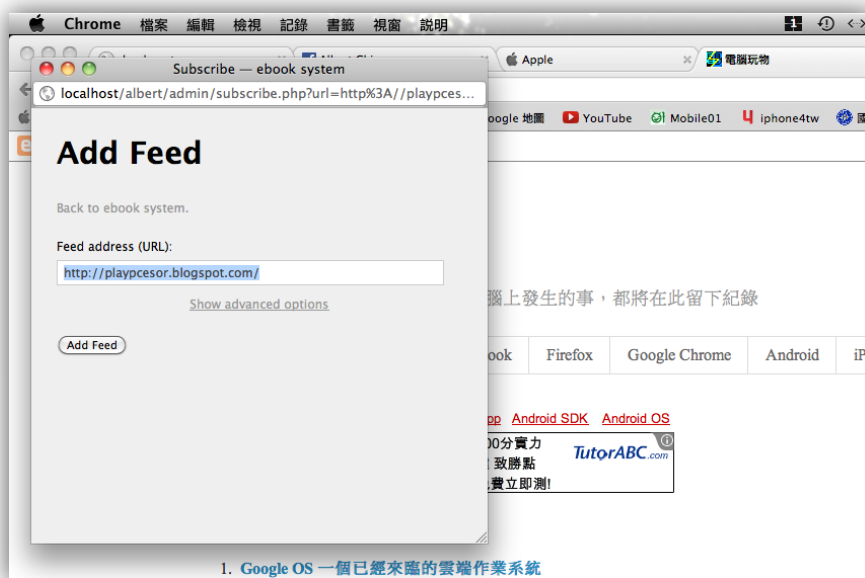 Chrome 檔案 編輯 檢視 記錄 書籤 視窗 說明
Apple
電腦玩物
Subscribe — ebook system
localhost/albert/admin/subscribe.php?url=http%3A//playpces...
oogle 地圖 YouTube Mobile01 iphone4tw
Add Feed
Back to ebook system.
Feed address (URL):
http://playpcesor.blogspot.com/
Show advanced options
Add Feed
腦上發生的事，都將在此留下紀錄
ook Firefox Google Chrome Android iP
pp Android SDK Android OS
00分實力
致勝點
費立即測!
TutorABC.com
1. Google OS 一個已經來臨的雲端作業系統